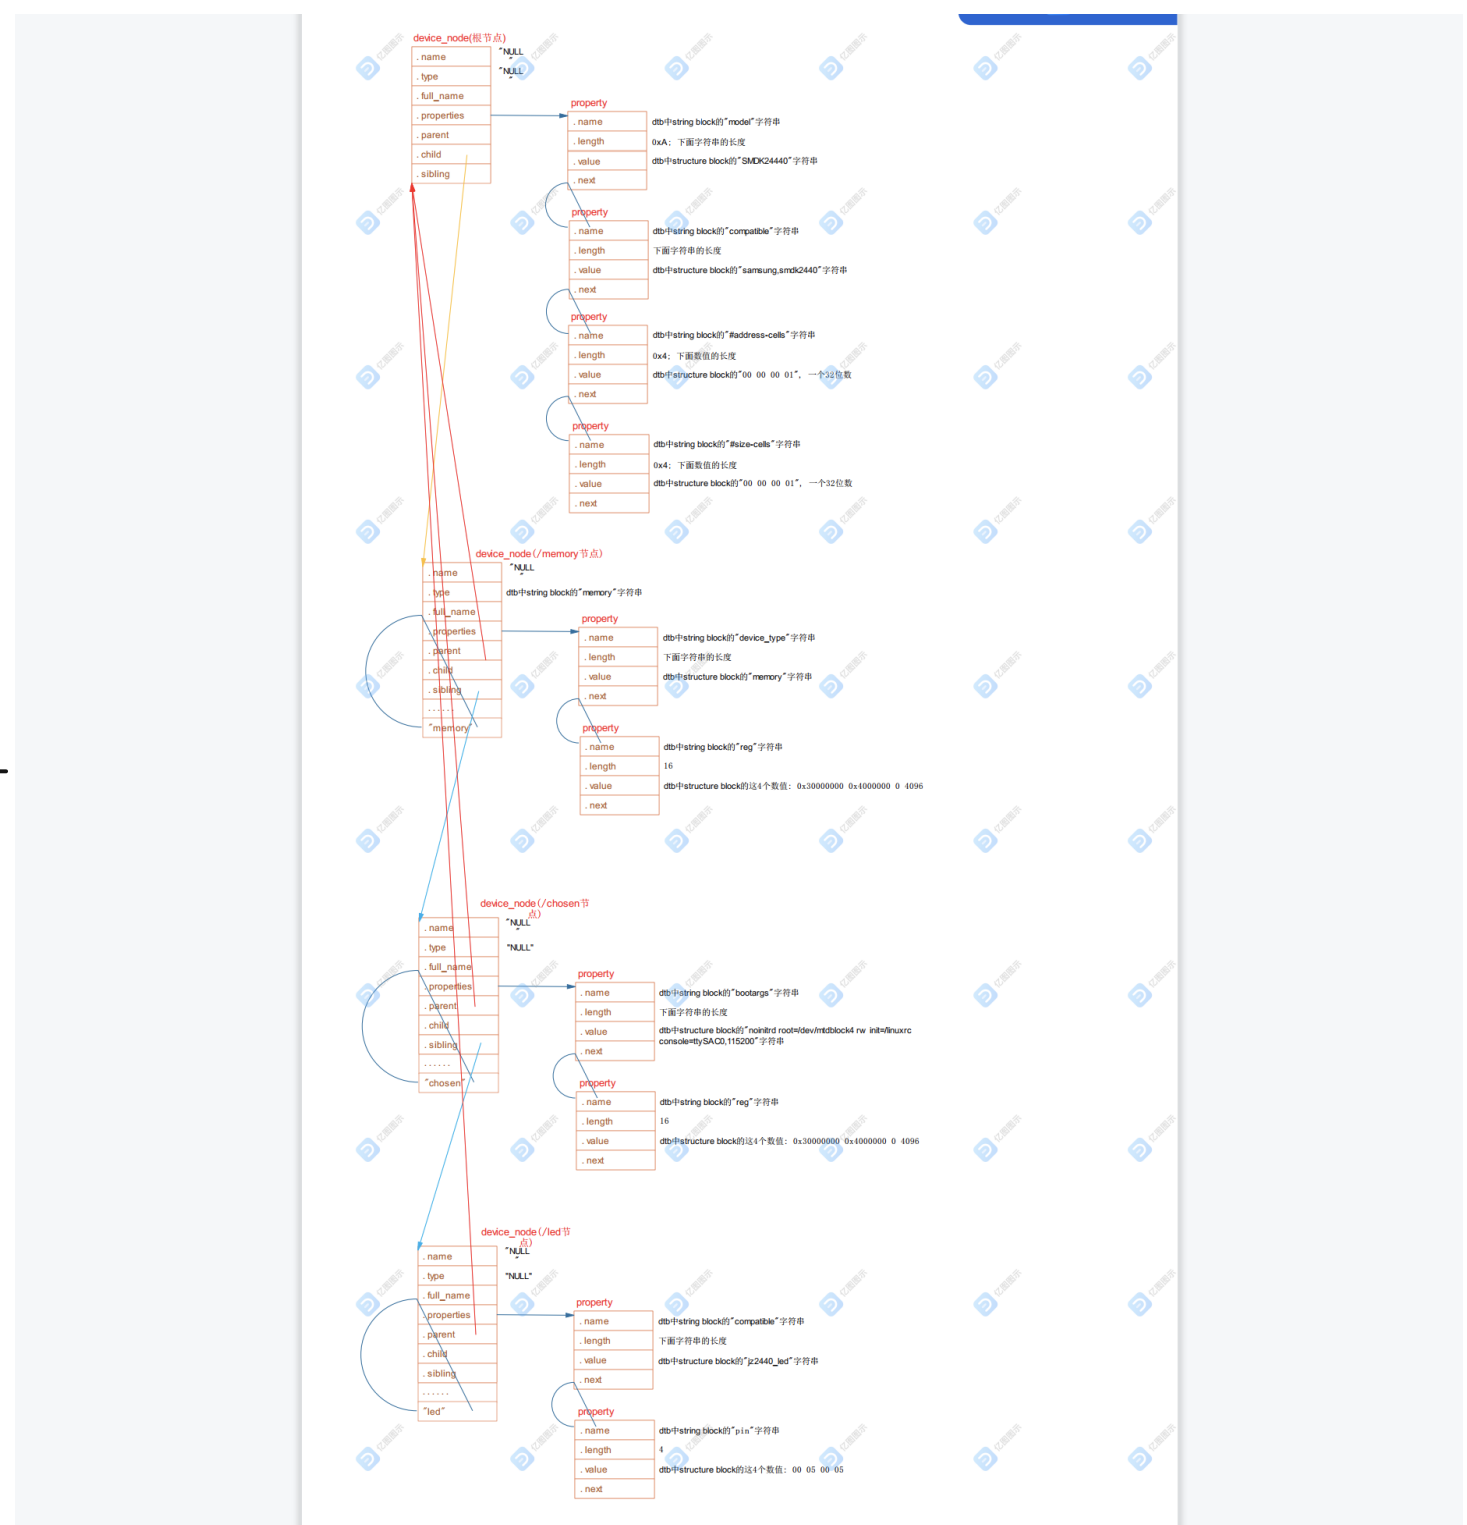 device_node(根节点)
. name
"NULL
"
. type
"NULL
"
. full_name
. properties
. parent
. child
. sibling
property
. name
dtb中string block的"model"字符串
. length
0xA; 下面字符串的长度
. value
dtb中structure block的"SMDK24440"字符串
. next
property
. name
dtb中string block的"compatible"字符串
. length
下面字符串的长度
. value
dtb中structure block的"samsung,smdk2440"字符串
. next
property
. name
dtb中string block的"#address-cells"字符串
. length
0x4; 下面数值的长度
. value
dtb中structure block的"00 00 00 01", 一个32位数
. next
property
. name
dtb中string block的"#size-cells"字符串
. length
0x4; 下面数值的长度
. value
dtb中structure block的"00 00 00 01", 一个32位数
. next
device_node(/memory节点)
. name
"NULL
"
. type
dtb中string block的"memory"字符串
. full_name
. properties
. parent
. child
. sibling
......
"memory"
property
. name
dtb中string block的"device_type"字符串
. length
下面字符串的长度
. value
dtb中structure block的"memory"字符串
. next
property
. name
dtb中string block的"reg"字符串
. length
16
. value
dtb中structure block的这4个数值: 0x30000000 0x4000000 0 4096
. next
device_node(/chosen节
点)
. name
"NULL
"
. type
"NULL"
. full_name
. properties
. parent
. child
. sibling
......
"chosen"
property
. name
dtb中string block的"bootargs"字符串
. length
下面字符串的长度
. value
dtb中structure block的"noinitrd root=/dev/mtdblock4 rw init=/linuxrc
console=ttySAC0,115200"字符串
. next
property
. name
dtb中string block的"reg"字符串
. length
16
. value
dtb中structure block的这4个数值: 0x30000000 0x4000000 0 4096
. next
device_node(/led节
点)
. name
"NULL
"
. type
"NULL"
. full_name
. properties
. parent
. child
. sibling
......
"led"
property
. name
dtb中string block的"compatible"字符串
. length
下面字符串的长度
. value
dtb中structure block的"jz2440_led"字符串
. next
property
. name
dtb中string block的"pin"字符串
. length
4
. value
dtb中structure block的这4个数值: 00 05 00 05
. next
亿图图示